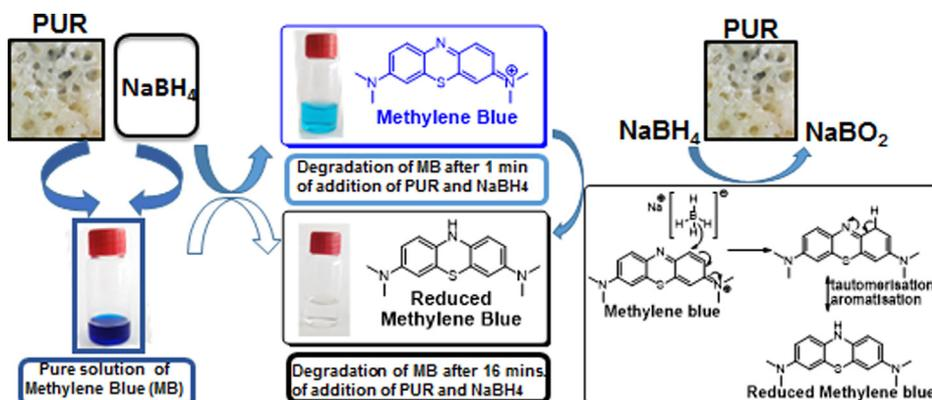 PUR
NaBH4
Pure solution of
Methylene Blue (MB)
N
N
S
N
⊕
Methylene Blue
Degradation of MB after 1 min
of addition of PUR and NaBH4
H
N
N
S
N
Reduced
Methylene Blue
Degradation of MB after 16 mins.
of addition of PUR and NaBH4
PUR
NaBH4
NaBO2
Na⊕
H
H B H
H
⊖
N
N
S
N
⊕
Methylene blue
H
N
N
S
N
tautomerisation
aromatisation
H
N
N
S
N
Reduced Methylene blue